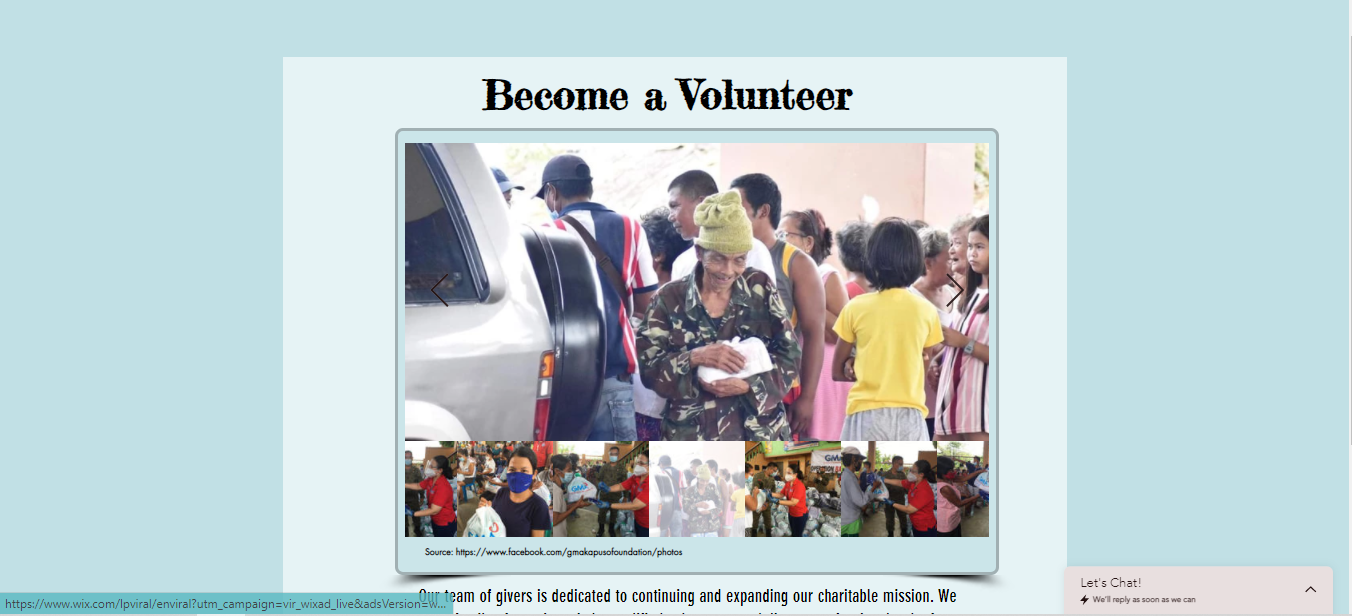 Become a Volunteer
GMA
GMA
Source: https://www.facebook.com/gmakapusofoundation/photos
Our team of givers is dedicated to continuing and expanding our charitable mission. We
https://www.wix.com/lpviral/enviral?utm_campaign=vir_wixad_live&adsVersion=w...
Let's Chat!
We'll reply as soon as we can